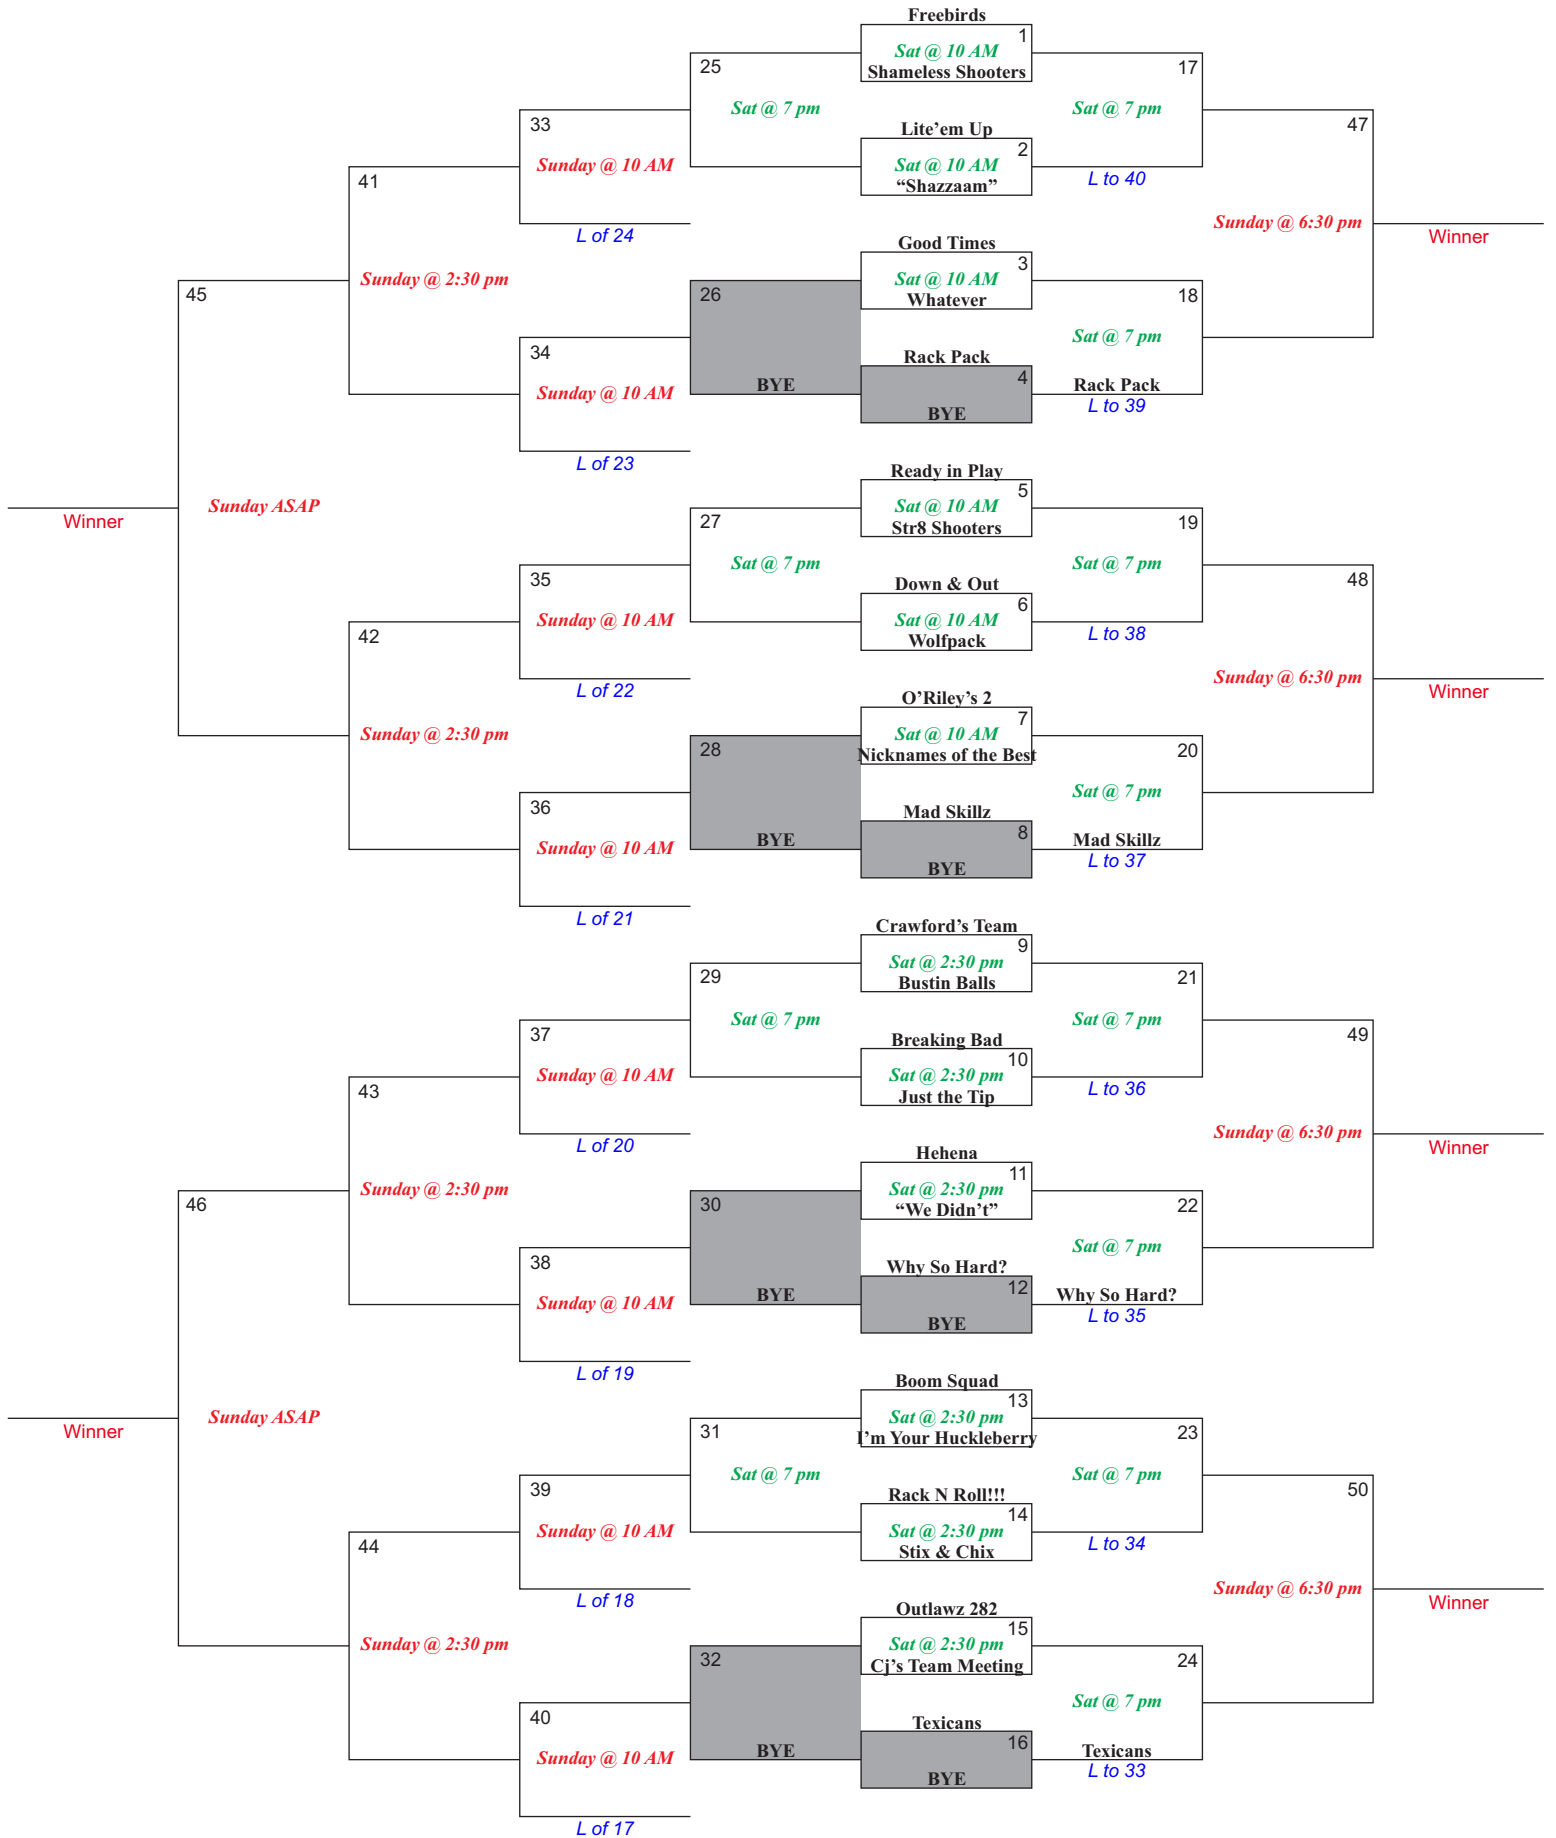 Freebirds
1
Sat @ 10 AM
Shameless Shooters
25
17
Sat @ 7 pm
Sat @ 7 pm
33
Lite’em Up
47
2
Sat @ 10 AM
“Shazzaam”
Sunday @ 10 AM
L to 40
41
L of 24
Sunday @ 6:30 pm
Winner
Good Times
3
Sat @ 10 AM
Whatever
Sunday @ 2:30 pm
45
26
18
Sat @ 7 pm
34
Rack Pack
4
BYE
BYE
Rack Pack
L to 39
Sunday @ 10 AM
L of 23
Ready in Play
5
Sat @ 10 AM
Str8 Shooters
Sunday ASAP
Winner
27
19
Sat @ 7 pm
Sat @ 7 pm
35
Down & Out
48
6
Sat @ 10 AM
Wolfpack
Sunday @ 10 AM
L to 38
42
L of 22
Sunday @ 6:30 pm
Winner
O’Riley’s 2
7
Sat @ 10 AM
Nicknames of the Best
Sunday @ 2:30 pm
28
20
Sat @ 7 pm
36
Mad Skillz
8
BYE
BYE
Mad Skillz
L to 37
Sunday @ 10 AM
L of 21
Crawford’s Team
9
Sat @ 2:30 pm
Bustin Balls
29
21
Sat @ 7 pm
Sat @ 7 pm
37
Breaking Bad
49
10
Sat @ 2:30 pm
Just the Tip
Sunday @ 10 AM
L to 36
43
L of 20
Sunday @ 6:30 pm
Winner
Hehena
11
Sat @ 2:30 pm
“We Didn’t”
Sunday @ 2:30 pm
46
30
22
Sat @ 7 pm
38
Why So Hard?
12
BYE
BYE
Why So Hard?
L to 35
Sunday @ 10 AM
L of 19
Boom Squad
13
Sat @ 2:30 pm
I’m Your Huckleberry
Sunday ASAP
Winner
31
23
Sat @ 7 pm
Sat @ 7 pm
39
Rack N Roll!!!
50
14
Sat @ 2:30 pm
Stix & Chix
Sunday @ 10 AM
L to 34
44
L of 18
Sunday @ 6:30 pm
Winner
Outlawz 282
15
Sat @ 2:30 pm
Cj’s Team Meeting
Sunday @ 2:30 pm
32
24
Sat @ 7 pm
40
Texicans
16
BYE
BYE
Texicans
L to 33
Sunday @ 10 AM
L of 17